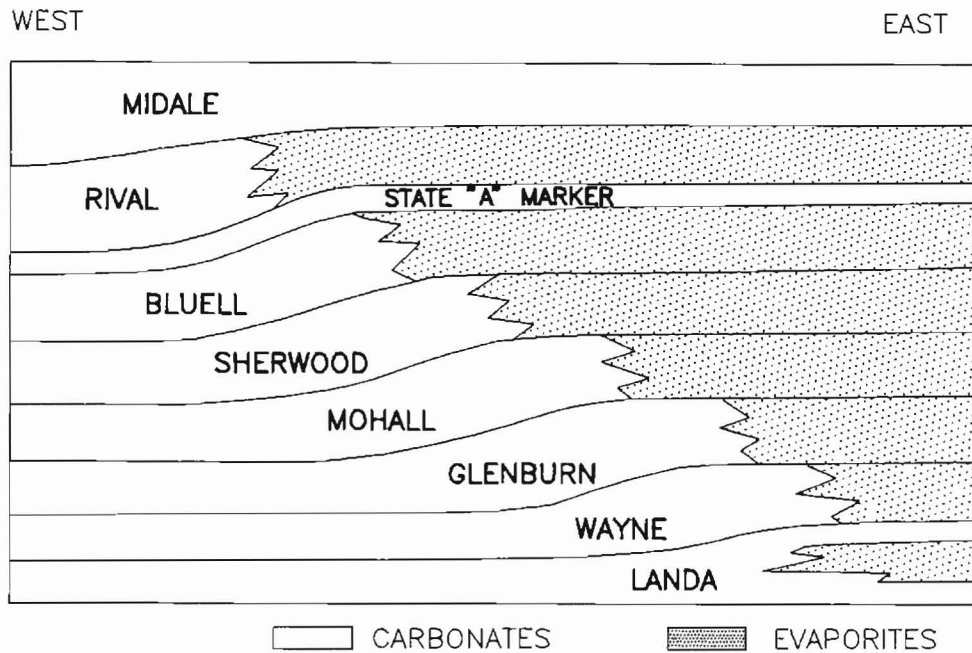 WEST EAST
MIDALE
RIVAL
STATE "A" MARKER
BLUELL
SHERWOOD
MOHALL
GLENBURN
WAYNE
LANDA
CARBONATES EVAPORITES